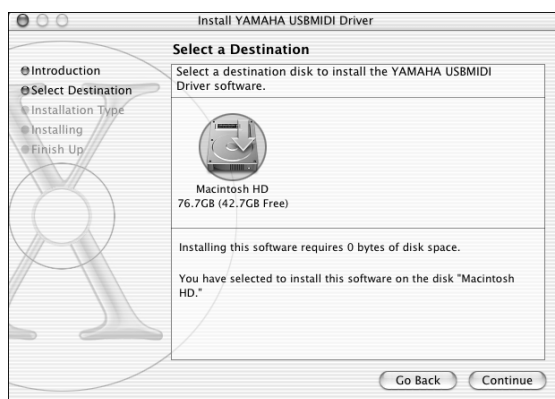 Install YAMAHA USBMIDI Driver
Select a Destination
Introduction
Select Destination
Installation Type
Installing
Finish Up
Select a destination disk to install the YAMAHA USBMIDI
Driver software.
Macintosh HD
76.7GB (42.7GB Free)
Installing this software requires 0 bytes of disk space.
You have selected to install this software on the disk "Macintosh
HD."
Go Back
Continue